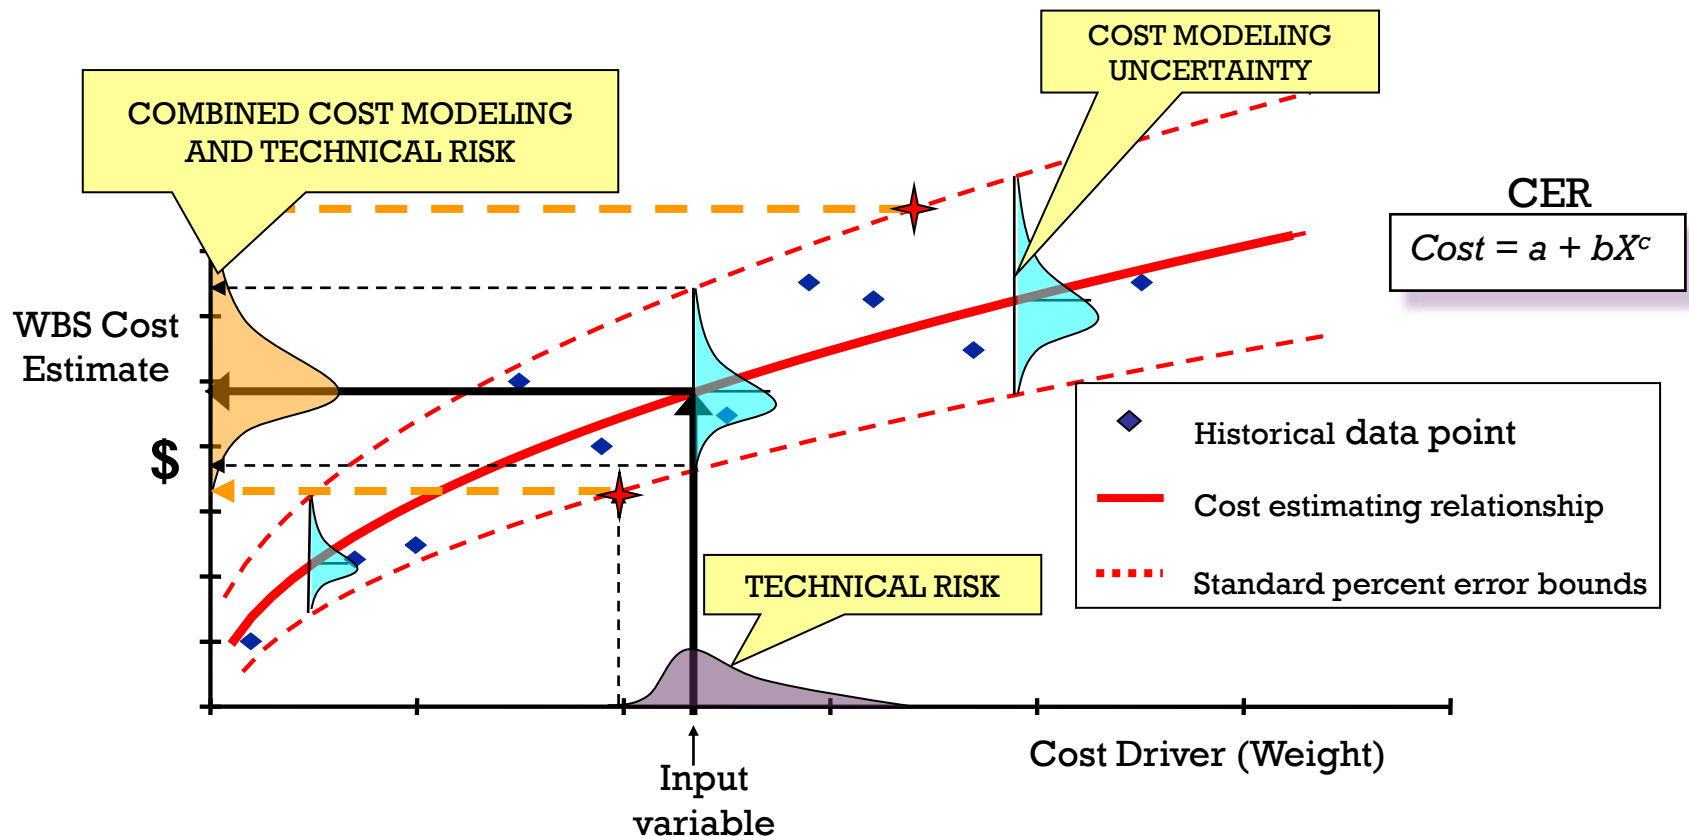 COST MODELING
UNCERTAINTY
COMBINED COST MODELING
AND TECHNICAL RISK
CER
Cost = a + bXᶜ
WBS Cost
Estimate
$
Historical data point
Cost estimating relationship
Standard percent error bounds
TECHNICAL RISK
Cost Driver (Weight)
Input
variable